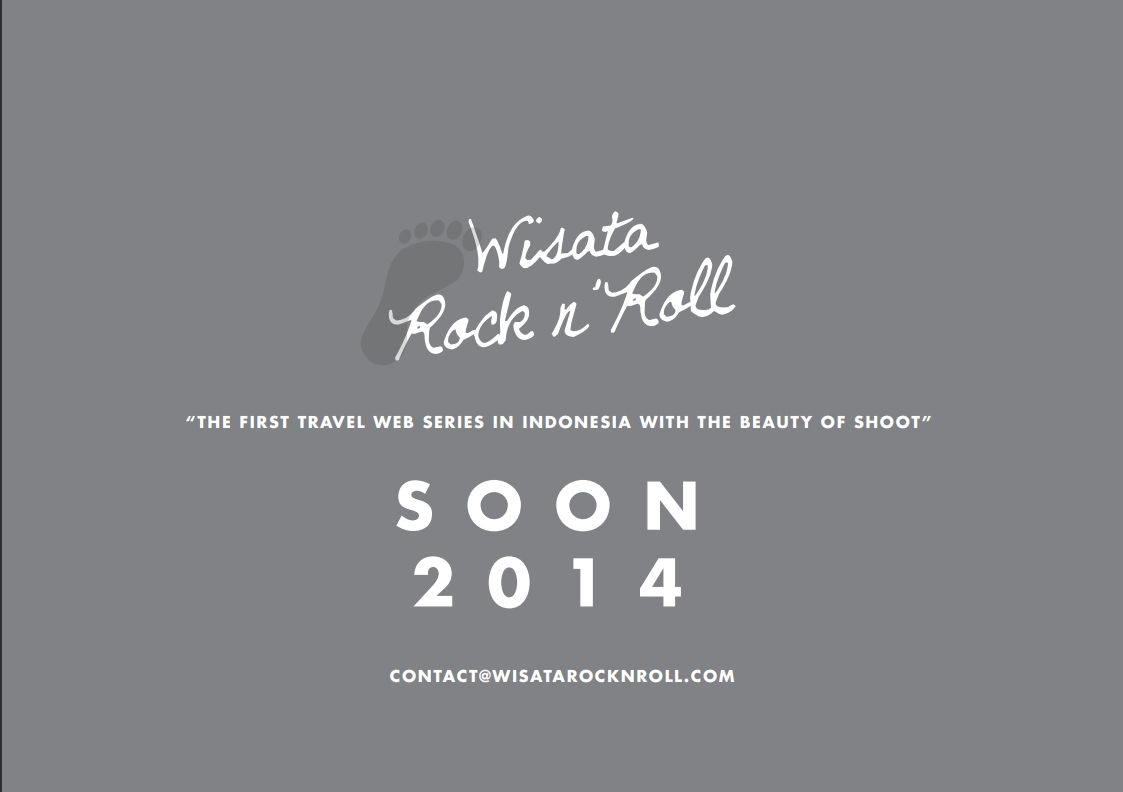 Wisata
Rock n'Roll
“THE FIRST TRAVEL WEB SERIES IN INDONESIA WITH THE BEAUTY OF SHOOT”
SOON
2014
CONTACT@WISATAROCKNROLL.COM